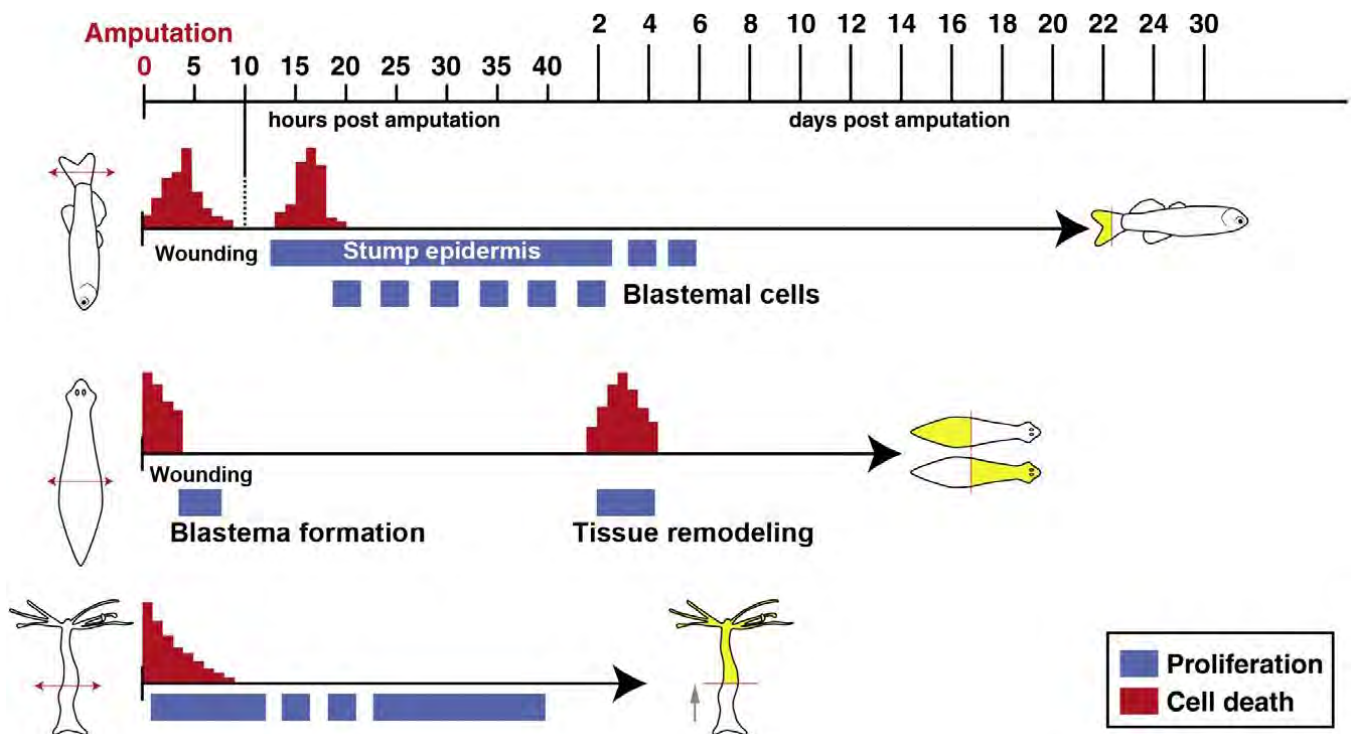 Amputation
2 4 6 8 10 12 14 16 18 20 22 24 30
0 5 10 15 20 25 30 35 40
hours post amputation days post amputation
Wounding Stump epidermis
Blastemal cells
Wounding
Blastema formation Tissue remodeling
Proliferation
Cell death